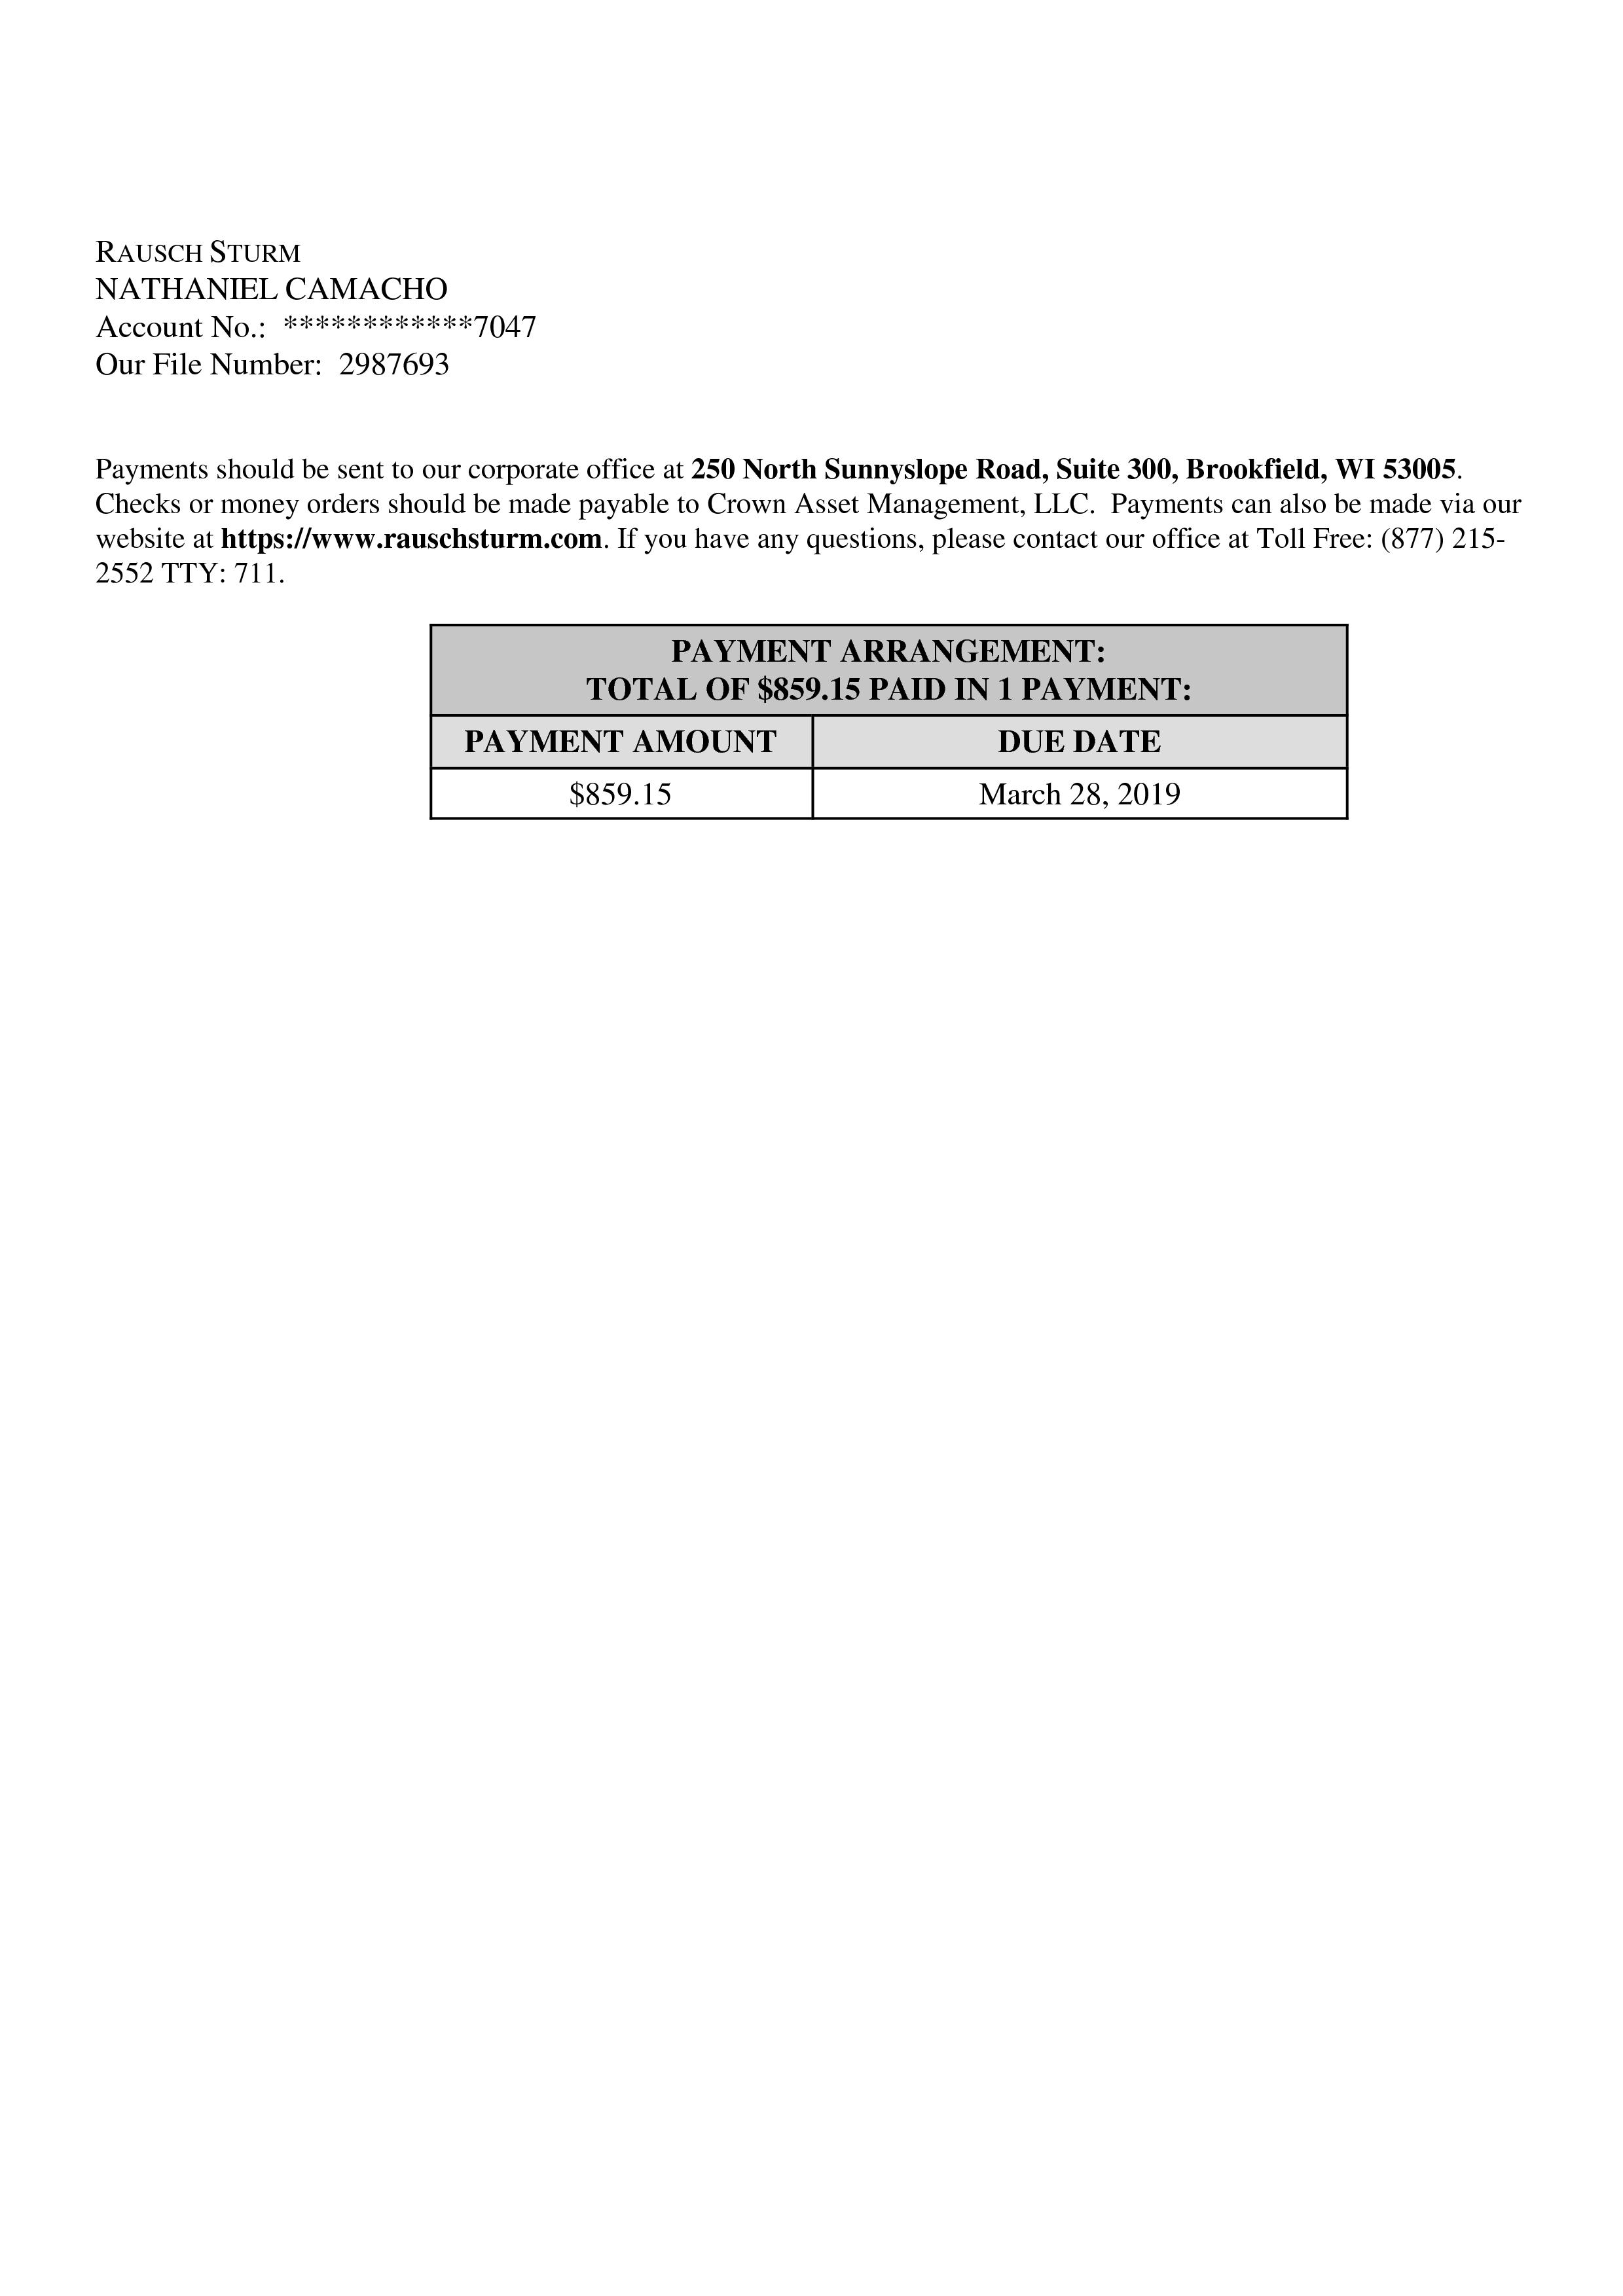 RAUSCH STURM
NATHANIEL CAMACHO
Account No.: ************7047
Our File Number: 2987693
Payments should be sent to our corporate office at 250 North Sunnyslope Road, Suite 300, Brookfield, WI 53005.
Checks or money orders should be made payable to Crown Asset Management, LLC. Payments can also be made via our
website at https://www.rauschsturm.com. If you have any questions, please contact our office at Toll Free: (877) 215-
2552 TTY: 711.
PAYMENT ARRANGEMENT:
TOTAL OF $859.15 PAID IN 1 PAYMENT:
PAYMENT AMOUNT DUE DATE
$859.15 March 28, 2019